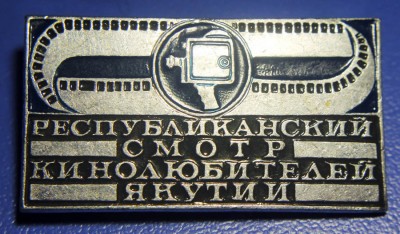 РЕСПУБЛИКАНСКИЙ
СМОТР
КИНОЛЮБИТЕЛЕЙ
ЯКУТИИ